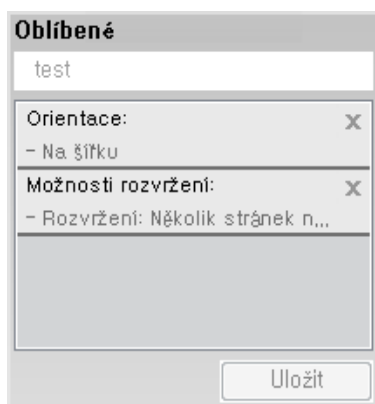 Oblíbené
test
Orientace:
- Na šířku
Možnosti rozvržení:
- Rozvržení: Několik stránek n,,,
Uložit